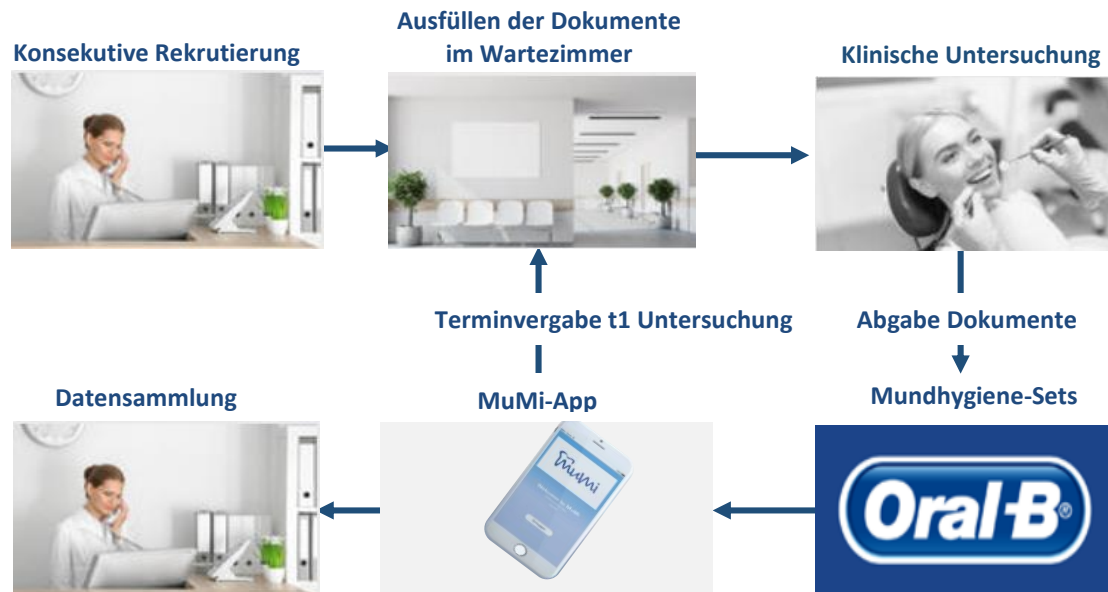 Konsekutive Rekrutierung
Ausfüllen der Dokumente
im Wartezimmer
Klinische Untersuchung
Terminvergabe t1 Untersuchung
Abgabe Dokumente
Datensammlung
MuMi-App
Mundhygiene-Sets
mumi
Oral-B®